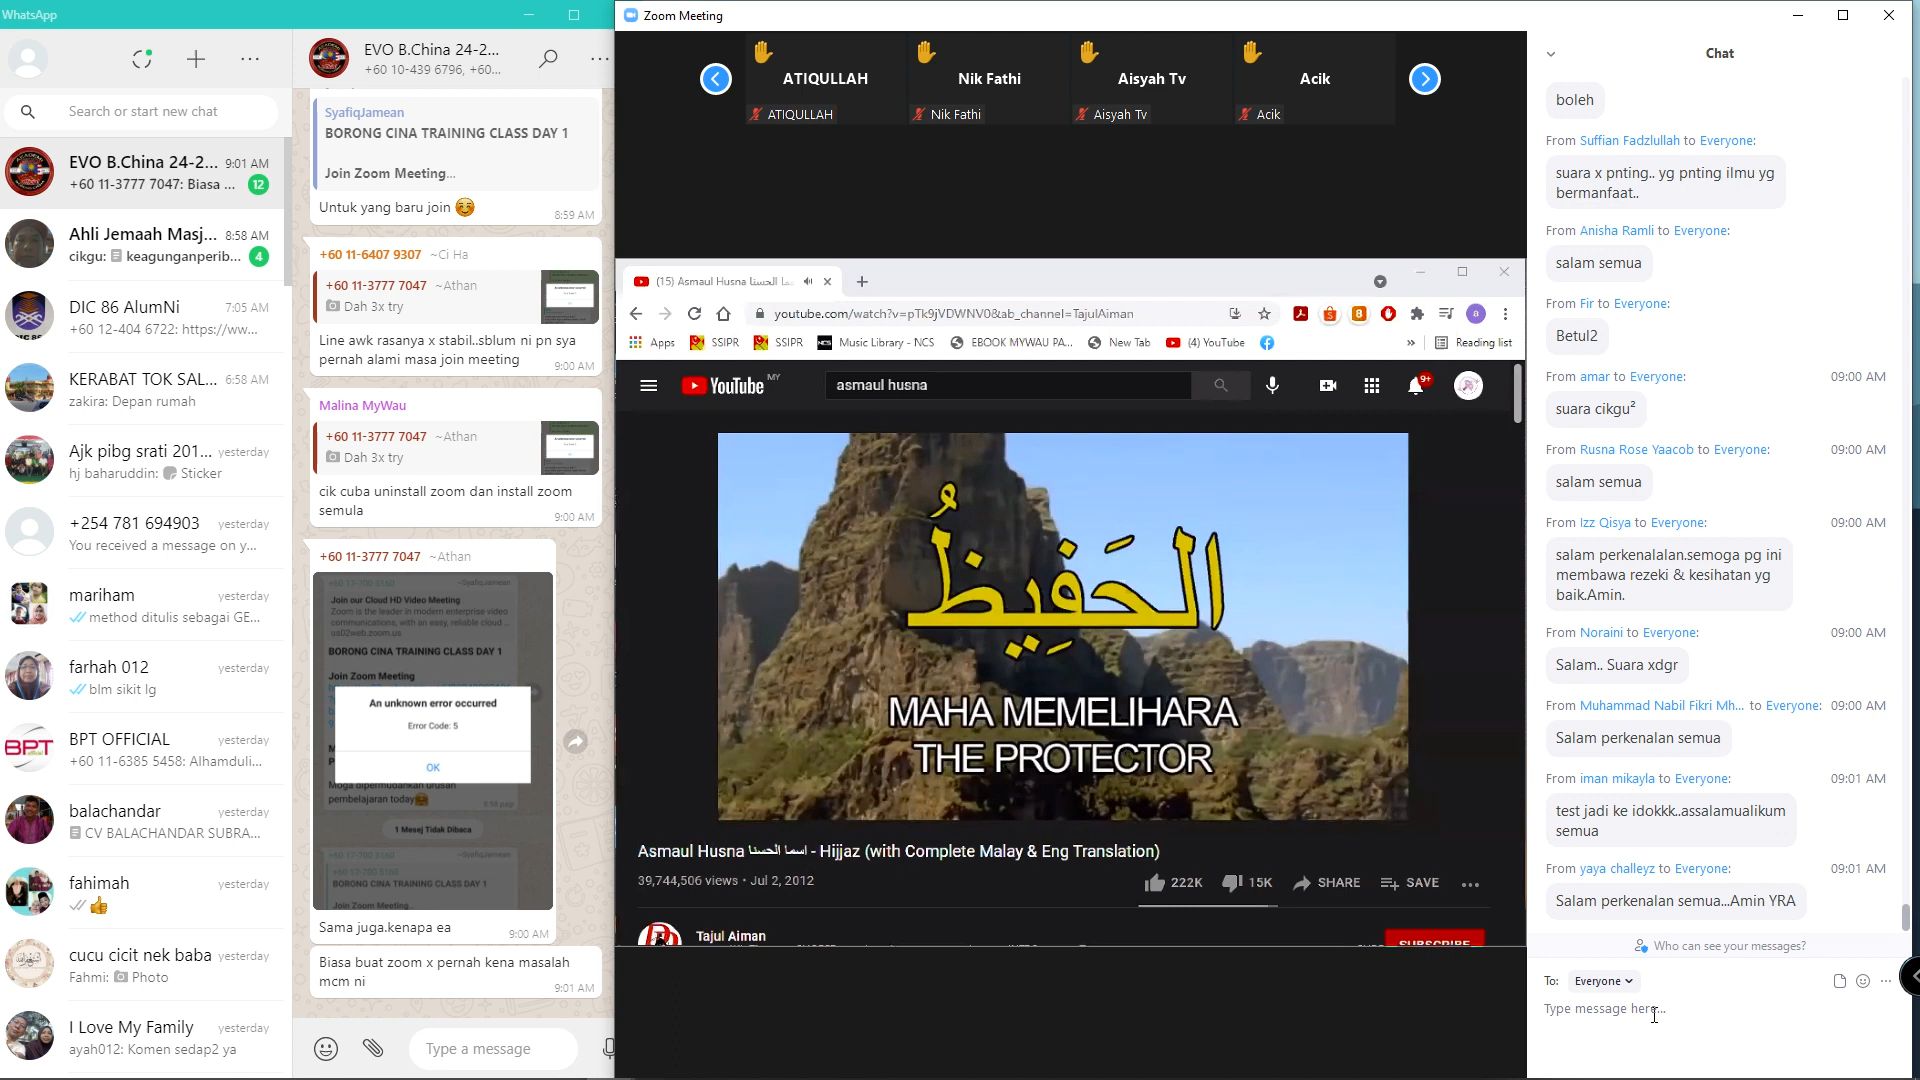 WhatsApp
Search or start new chat
EVO B.China 24-2...
9:01 AM
+60 11-3777 7047: Biasa ...
12
Ahli Jemaah Masj...
8:58 AM
cikgu: keagunganperib...
4
DIC 86 AlumNi
7:05 AM
+60 12-404 6722: https://ww...
KERABAT TOK SAL...
6:58 AM
zakira: Depan rumah
Ajk pibg srati 201...
yesterday
hj baharuddin: Sticker
+254 781 694903
yesterday
You received a message on y...
mariham
yesterday
method ditulis sebagai GE...
farhah 012
yesterday
blm sikit lg
BPT OFFICIAL
yesterday
+60 11-6385 5458: Alhamduli...
balachandar
yesterday
CV BALACHANDAR SUBRA...
fahimah
yesterday
cucu cicit nek baba
yesterday
Fahmi: Photo
I Love My Family
yesterday
ayah012: Komen sedap2 ya
EVO B.China 24-2...
+60 10-439 6796, +60...
SyafiqJamean
BORONG CINA TRAINING CLASS DAY 1
Join Zoom Meeting...
Untuk yang baru join
8:59 AM
+60 11-6407 9307 ~Ci Ha
+60 11-3777 7047 ~Athan
Dah 3x try
Line awk rasanya x stabil..sblum ni pn sya
pernah alami masa join meeting
9:00 AM
Malina MyWau
+60 11-3777 7047 ~Athan
Dah 3x try
cik cuba uninstall zoom dan install zoom
semula
9:00 AM
+60 11-3777 7047 ~Athan
Join our Cloud HD Video Meeting
Zoom is the leader in modern enterprise video
communications, with an easy, reliable cloud ...
us02web.zoom.us
BORONG CINA TRAINING CLASS DAY 1
Join Zoom Meeting
An unknown error occurred
Error Code: 5
OK
Moga dipermudahkan urusan
pembelajaran today
1 Mesej Tidak Dibaca
BORONG CINA TRAINING CLASS DAY 1
Join Zoom Meeting...
Sama juga.kenapa ea
9:00 AM
Biasa buat zoom x pernah kena masalah
mcm ni
9:01 AM
Type a message
Zoom Meeting
ATIQULLAH
Nik Fathi
Aisyah Tv
Acik
ATIQULLAH
Nik Fathi
Aisyah Tv
Acik
(15) Asmaul Husna اسما الحسنا
youtube.com/watch?v=pTk9jVDWNV0&ab_channel=TajulAiman
Apps
SSIPR
SSIPR
Music Library - NCS
EBOOK MYWAU PA...
New Tab
(4) YouTube
»
Reading list
YouTube MY
asmaul husna
9+
الحَفِيظُ
MAHA MEMELIHARA
THE PROTECTOR
Asmaul Husna اسما الحسنا - Hijjaz (with Complete Malay & Eng Translation)
39,744,506 views • Jul 2, 2012
222K
15K
SHARE
SAVE
Tajul Aiman
SUBSCRIBE
Chat
boleh
From Suffian Fadzlullah to Everyone:
suara x pnting.. yg pnting ilmu yg
bermanfaat..
From Anisha Ramli to Everyone:
salam semua
From Fir to Everyone:
Betul2
From amar to Everyone:
09:00 AM
suara cikgu²
From Rusna Rose Yaacob to Everyone:
09:00 AM
salam semua
From Izz Qisya to Everyone:
09:00 AM
salam perkenalalan.semoga pg ini
membawa rezeki & kesihatan yg
baik.Amin.
From Noraini to Everyone:
09:00 AM
Salam.. Suara xdgr
From Muhammad Nabil Fikri Mh... to Everyone:
09:00 AM
Salam perkenalan semua
From iman mikayla to Everyone:
09:01 AM
test jadi ke idokkk..assalamualikum
semua
From yaya challeyz to Everyone:
09:01 AM
Salam perkenalan semua...Amin YRA
Who can see your messages?
To: Everyone
Type message here...